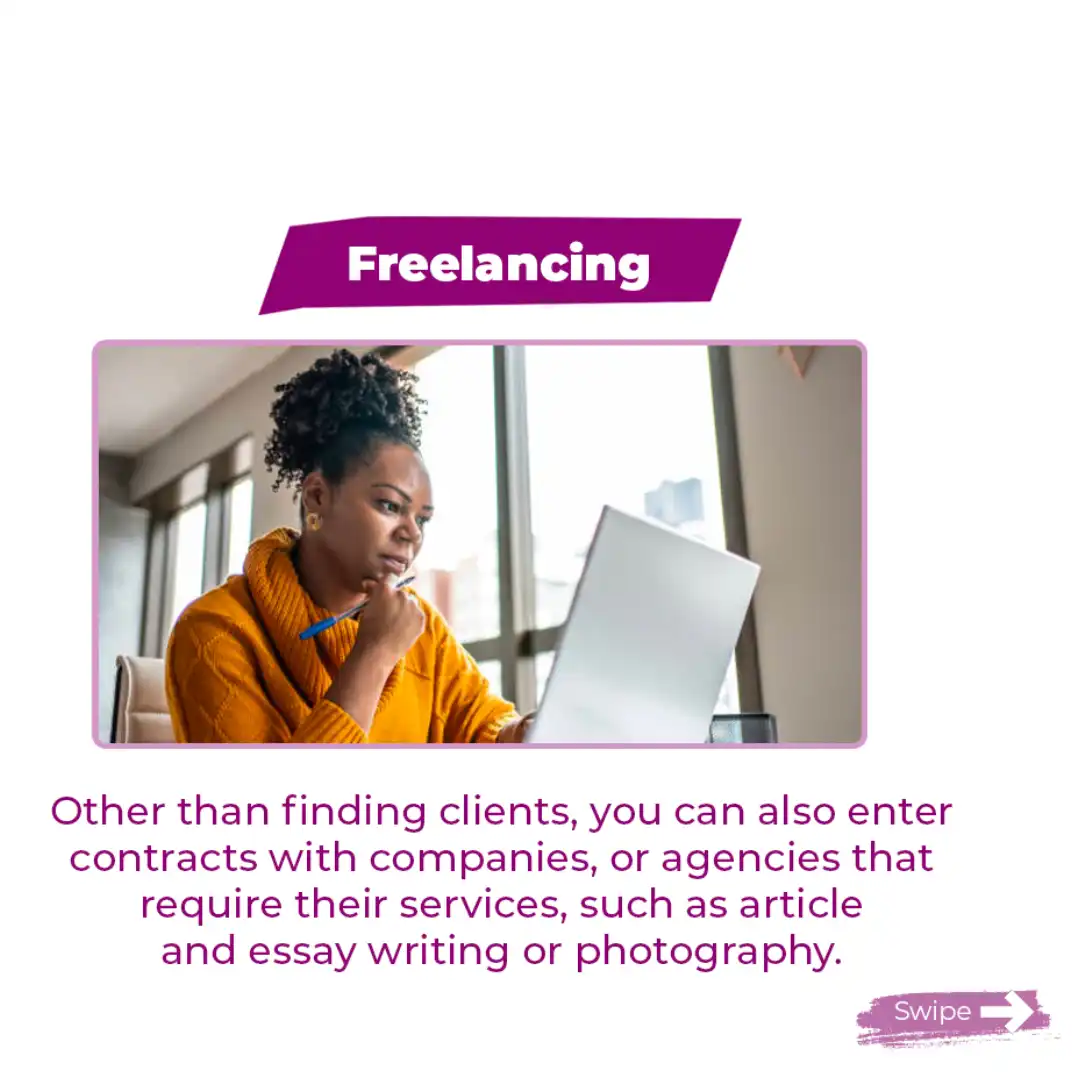 Freelancing
Other than finding clients, you can also enter
contracts with companies, or agencies that
require their services, such as article
and essay writing or photography.
Swipe